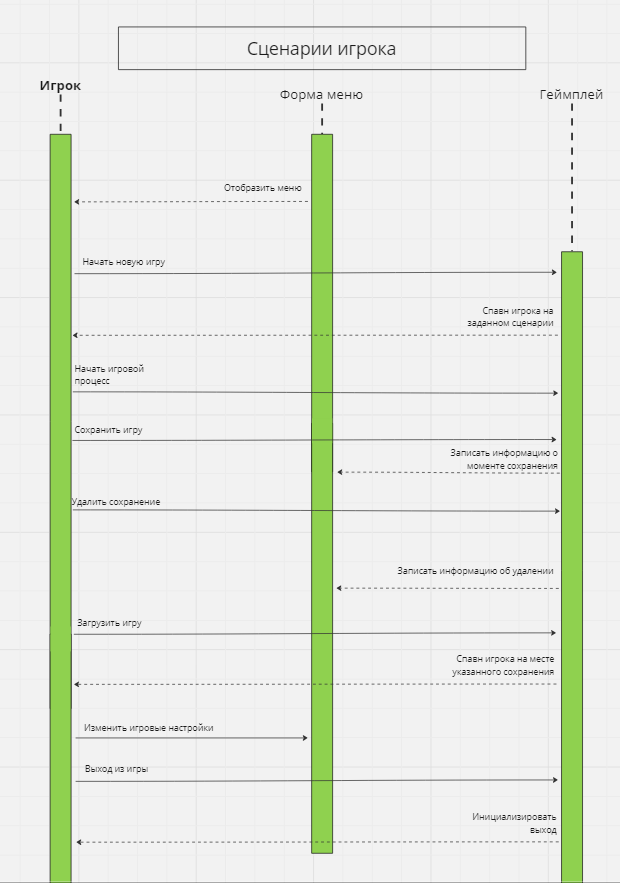 Сценарии игрока
Игрок
Форма меню
Геймплей
Отобразить меню
Начать новую игру
Спавн игрока на
заданном сценарии
Начать игровой
процесс
Сохранить игру
Записать информацию о
моменте сохранения
Удалить сохранение
Записать информацию об удалении
Загрузить игру
Спавн игрока на месте
указанного сохранения
Изменить игровые настройки
Выход из игры
Инициализировать
выход